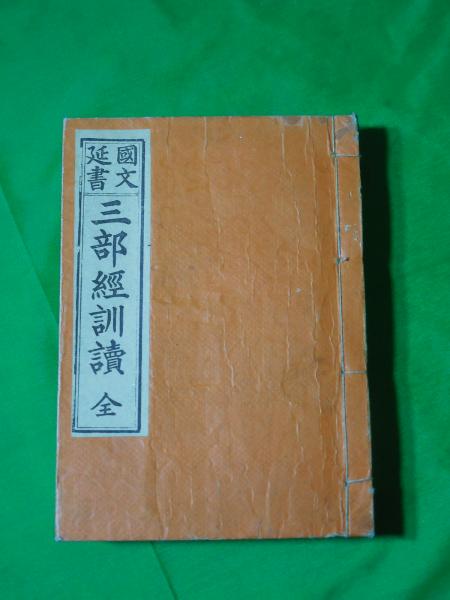 國文
延書
三部經訓讀 全